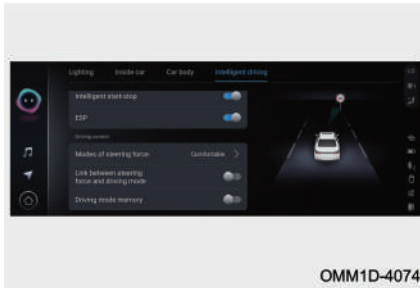 Lighting Inside car Car body Intelligent driving
Intelligent start-stop
ESP
Driving control
Modes of steering force Comfortable
Link between steering
force and driving mode
Driving mode memory
OMM1D-4074